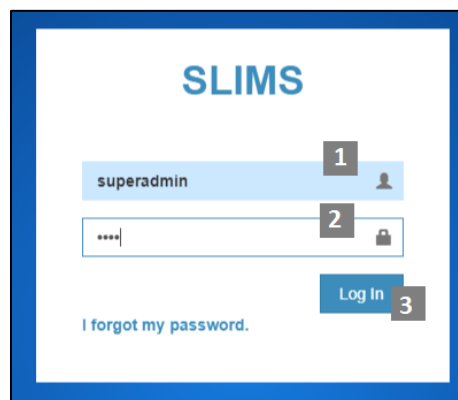 SLIMS
1
superadmin
2
••••
Log In
3
I forgot my password.